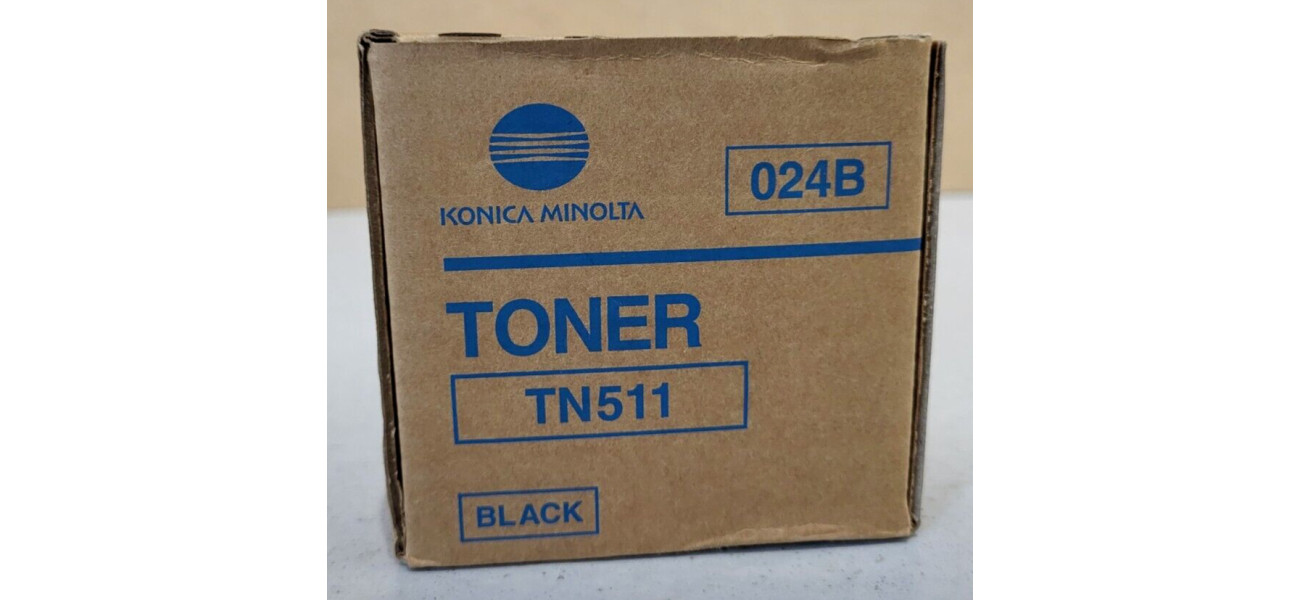 KONICA MINOLTA
024B
TONER
TN511
BLACK